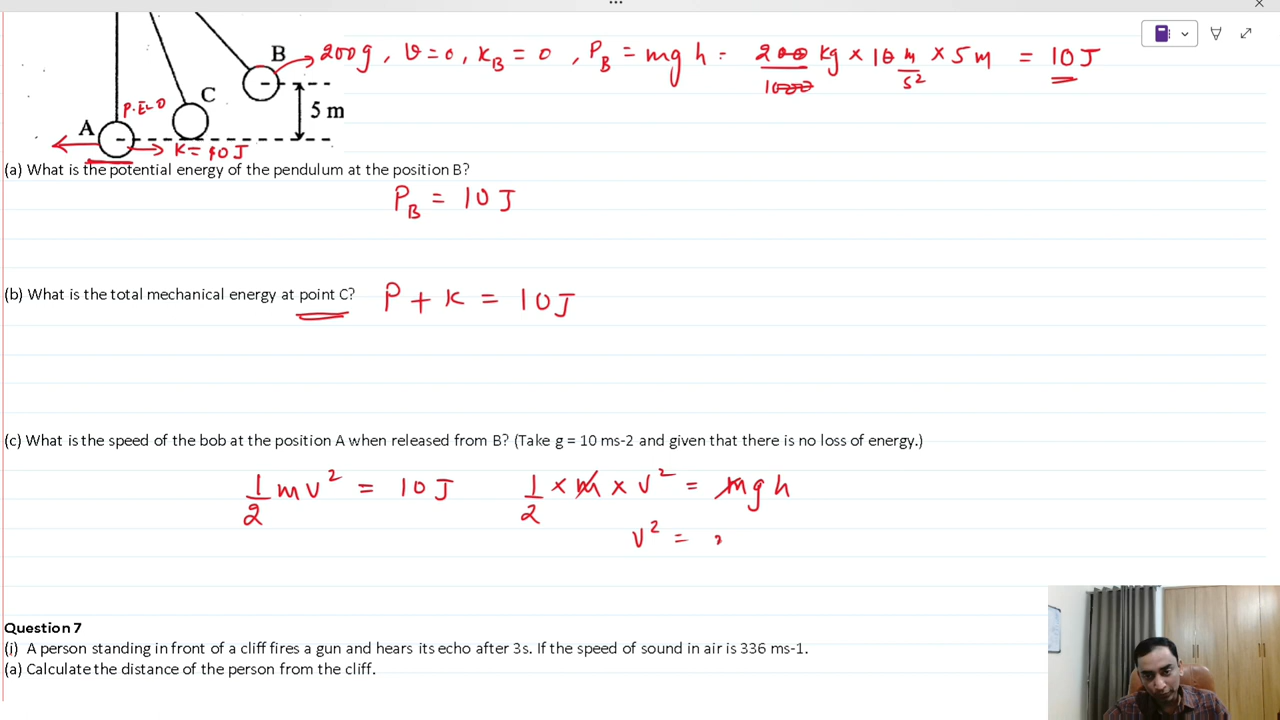 B 200g, v=0, K_B = 0, P_B = mgh = 200/1000 kg × 10 m/s² × 5m = 10J
P.E=0 C 5 m
A K = 10J
(a) What is the potential energy of the pendulum at the position B?
P_B = 10 J
(b) What is the total mechanical energy at point C? P + K = 10J
(c) What is the speed of the bob at the position A when released from B? (Take g = 10 ms-2 and given that there is no loss of energy.)
1/2 mv² = 10J 1/2 × m × v² = mgh
v² =
Question 7
(i) A person standing in front of a cliff fires a gun and hears its echo after 3s. If the speed of sound in air is 336 ms-1.
(a) Calculate the distance of the person from the cliff.